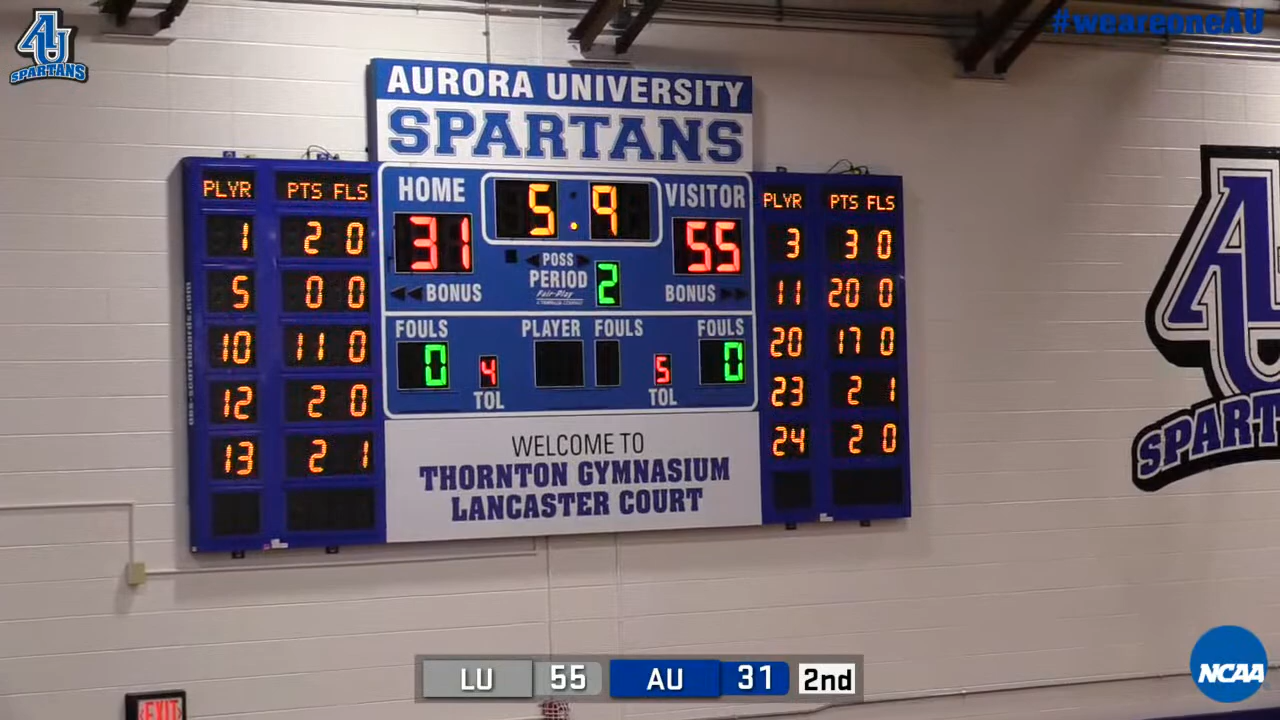 AU
SPARTANS
#weareoneAU
AURORA UNIVERSITY
SPARTANS
PLYR PTS FLS
1 2 0
5 0 0
10 11 0
12 2 0
13 2 1
HOME 5.9 VISITOR
31 55
POSS
BONUS PERIOD 2 BONUS
Fair-Play
FOULS PLAYER FOULS FOULS
0 4 5 0
TOL TOL
PLYR PTS FLS
3 3 0
11 20 0
20 17 0
23 2 1
24 2 0
WELCOME TO
THORNTON GYMNASIUM
LANCASTER COURT
AU
SPART
LU 55 AU 31 2nd
NCAA
EXIT